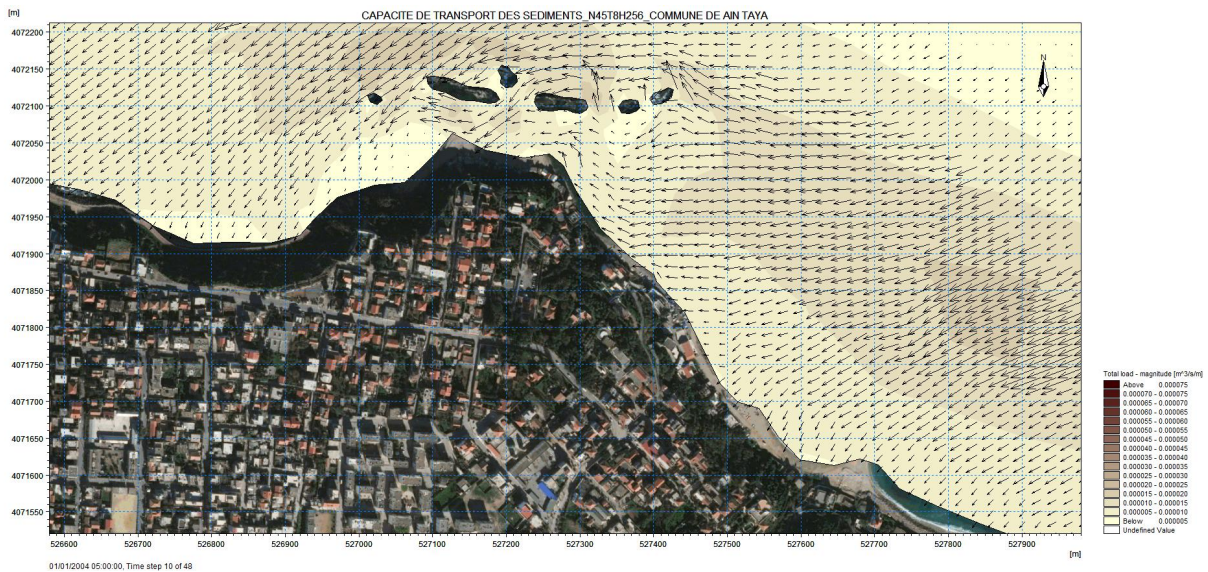 CAPACITE DE TRANSPORT DES SEDIMENTS_N45T8H256_COMMUNE DE AIN TAYA
[m]
4072200
4072150
4072100
4072050
4072000
4071950
4071900
4071850
4071800
4071750
4071700
4071650
4071600
4071550
N
526600 526700 526800 526900 527000 527100 527200 527300 527400 527500 527600 527700 527800 527900
[m]
Total load - magnitude [m^3/s/m]
Above 0.000075
0.000070 - 0.000075
0.000065 - 0.000070
0.000060 - 0.000065
0.000055 - 0.000060
0.000050 - 0.000055
0.000045 - 0.000050
0.000040 - 0.000045
0.000035 - 0.000040
0.000030 - 0.000035
0.000025 - 0.000030
0.000020 - 0.000025
0.000015 - 0.000020
0.000010 - 0.000015
0.000005 - 0.000010
Below 0.000005
Undefined Value
01/01/2004 05:00:00, Time step 10 of 48